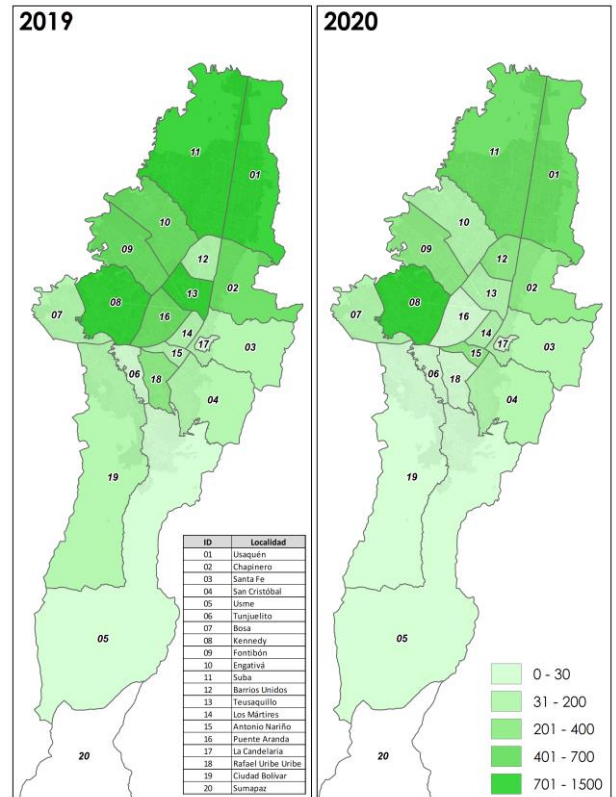 2019
11
01
10
12
09
02
13
07
08
16
14
17
03
15
06
18
04
19
05
20
ID Localidad
01 Usaquén
02 Chapinero
03 Santa Fe
04 San Cristóbal
05 Usme
06 Tunjuelito
07 Bosa
08 Kennedy
09 Fontibón
10 Engativá
11 Suba
12 Barrios Unidos
13 Teusaquillo
14 Los Mártires
15 Antonio Nariño
16 Puente Aranda
17 La Candelaria
18 Rafael Uribe Uribe
19 Ciudad Bolívar
20 Sumapaz
2020
11
01
10
12
09
02
13
07
08
16
14
17
03
15
06
18
04
19
05
20
0 - 30
31 - 200
201 - 400
401 - 700
701 - 1500